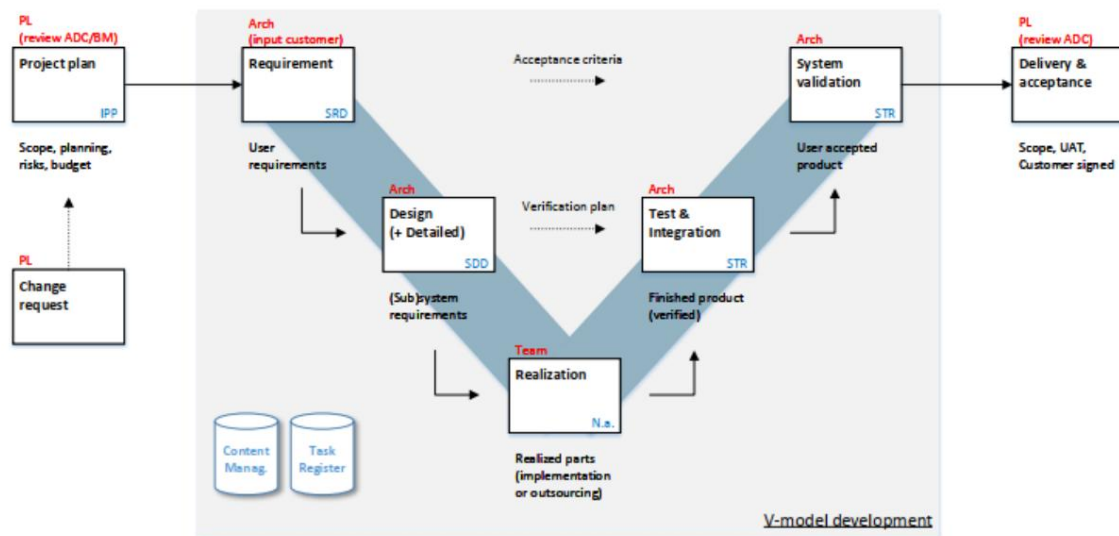 PL
(review ADC/BM)
Project plan
IPP
Scope, planning,
risks, budget
PL
Change
request
Arch
(input customer)
Requirement
SRD
User
requirements
Acceptance criteria
Arch
System
validation
STR
User accepted
product
PL
(review ADC)
Delivery &
acceptance
Scope, UAT,
Customer signed
Arch
Design
(+ Detailed)
SDD
(Sub)system
requirements
Verification plan
Arch
Test &
Integration
STR
Finished product
(verified)
Team
Realization
N.a.
Realized parts
(implementation
or outsourcing)
Content
Manag.
Task
Register
V-model development